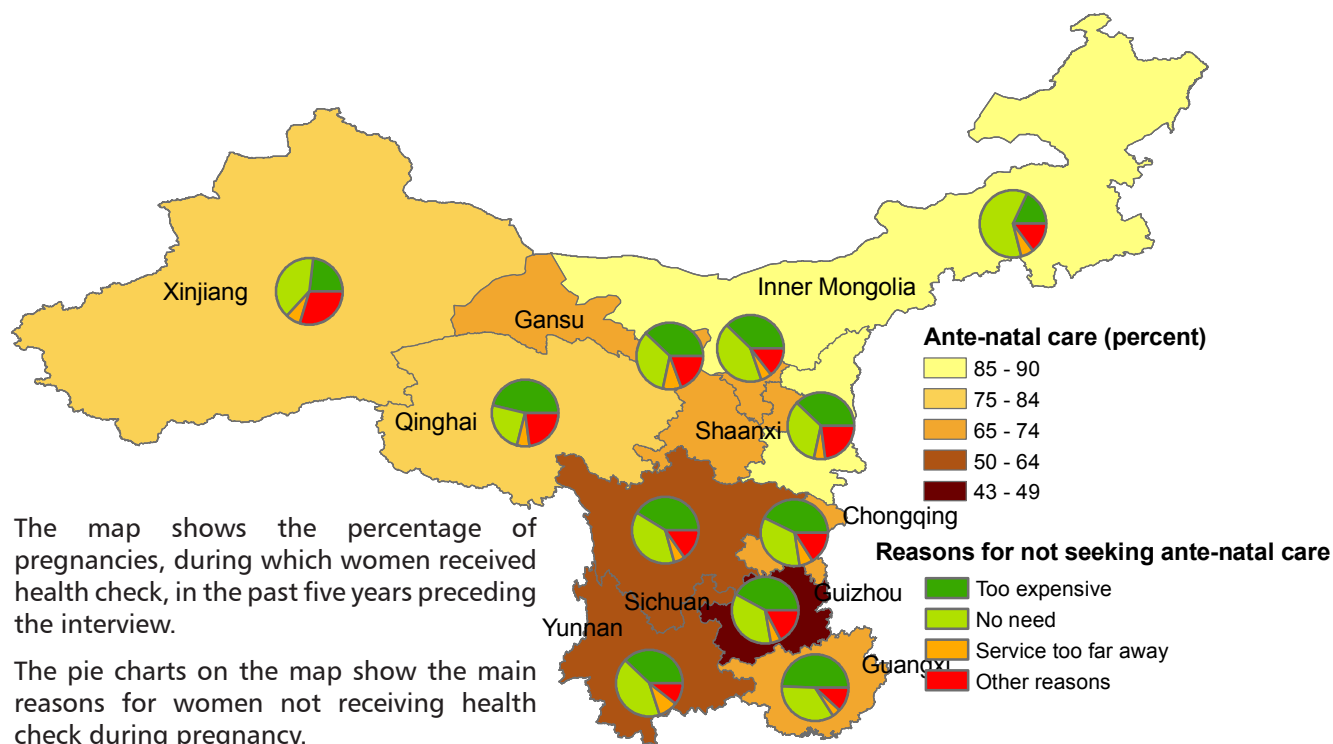 Xinjiang
Inner Mongolia
Gansu
Qinghai
Shaanxi
Chongqing
Sichuan
Guizhou
Yunnan
Guangxi
Ante-natal care (percent)
85 - 90
75 - 84
65 - 74
50 - 64
43 - 49
Reasons for not seeking ante-natal care
Too expensive
No need
Service too far away
Other reasons
The map shows the percentage of
pregnancies, during which women received
health check, in the past five years preceding
the interview.
The pie charts on the map show the main
reasons for women not receiving health
check during pregnancy.